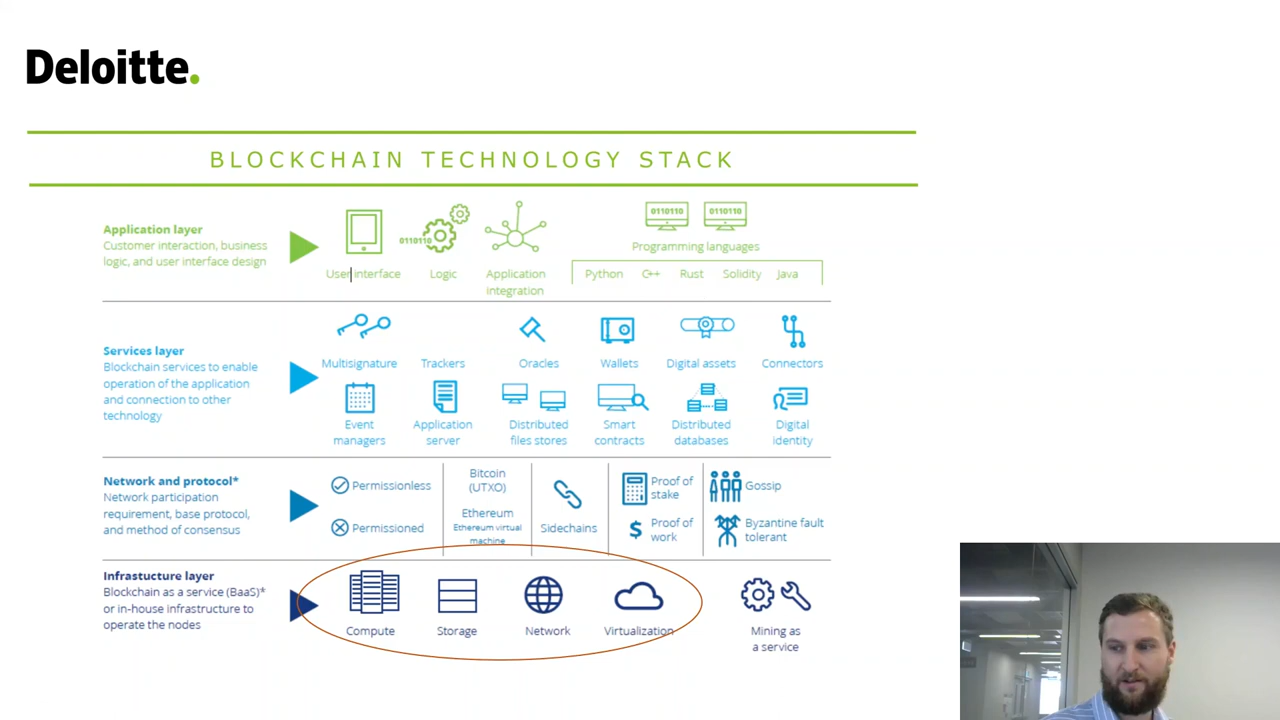 Deloitte.
BLOCKCHAIN TECHNOLOGY STACK
Application layer
Customer interaction, business
logic, and user interface design
0110110
0110110
0110110
Programming languages
User interface
Logic
Application
integration
Python
C++
Rust
Solidity
Java
Services layer
Blockchain services to enable
operation of the application
and connection to other
technology
Multisignature
Trackers
Oracles
Wallets
Digital assets
Connectors
Event
managers
Application
server
Distributed
files stores
Smart
contracts
Distributed
databases
Digital
identity
Network and protocol*
Network participation
requirement, base protocol,
and method of consensus
Permissionless
Permissioned
Bitcoin
(UTXO)
Ethereum
Ethereum virtual
machine
Sidechains
Proof of
stake
$
Proof of
work
Gossip
Byzantine fault
tolerant
Infrastucture layer
Blockchain as a service (BaaS)*
or in-house infrastructure to
operate the nodes
Compute
Storage
Network
Virtualization
Mining as
a service